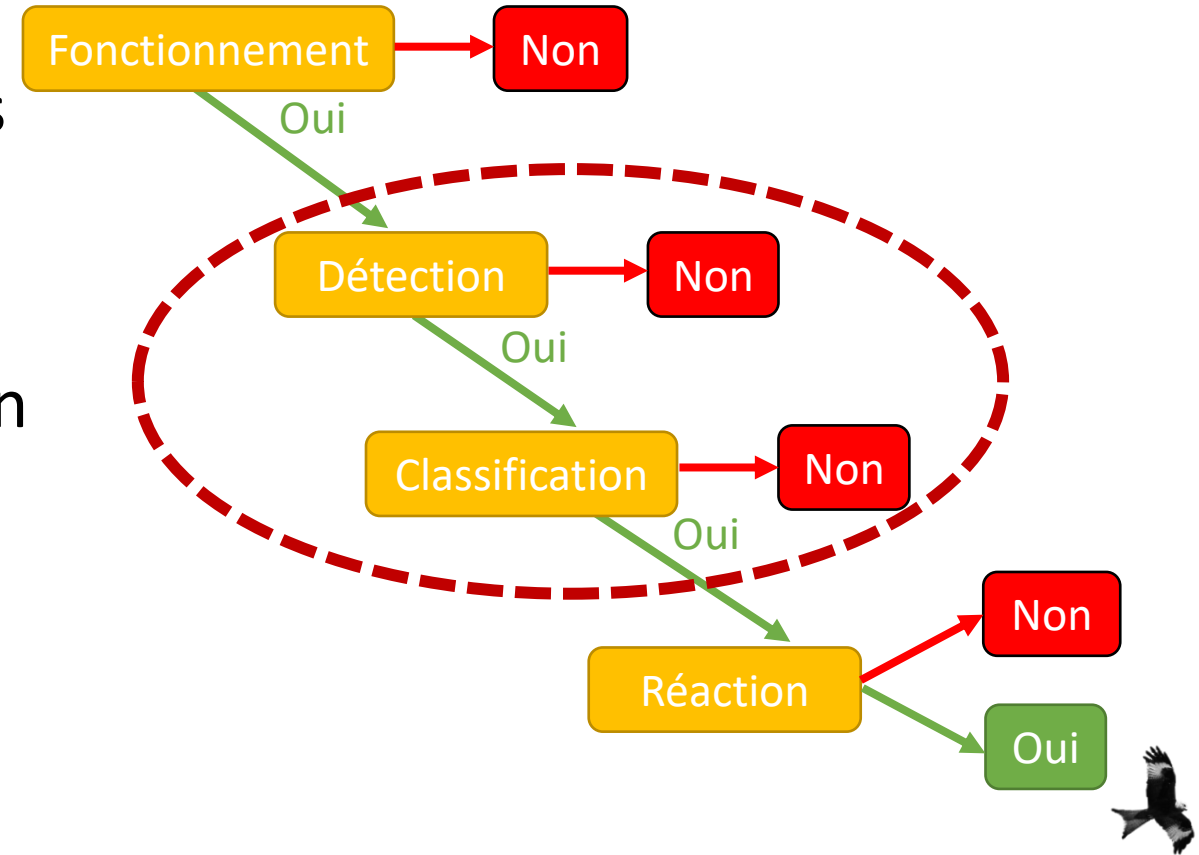 Fonctionnement
Non
s
Oui
Détection
Non
Oui
n
Classification
Non
Oui
Non
Réaction
Oui